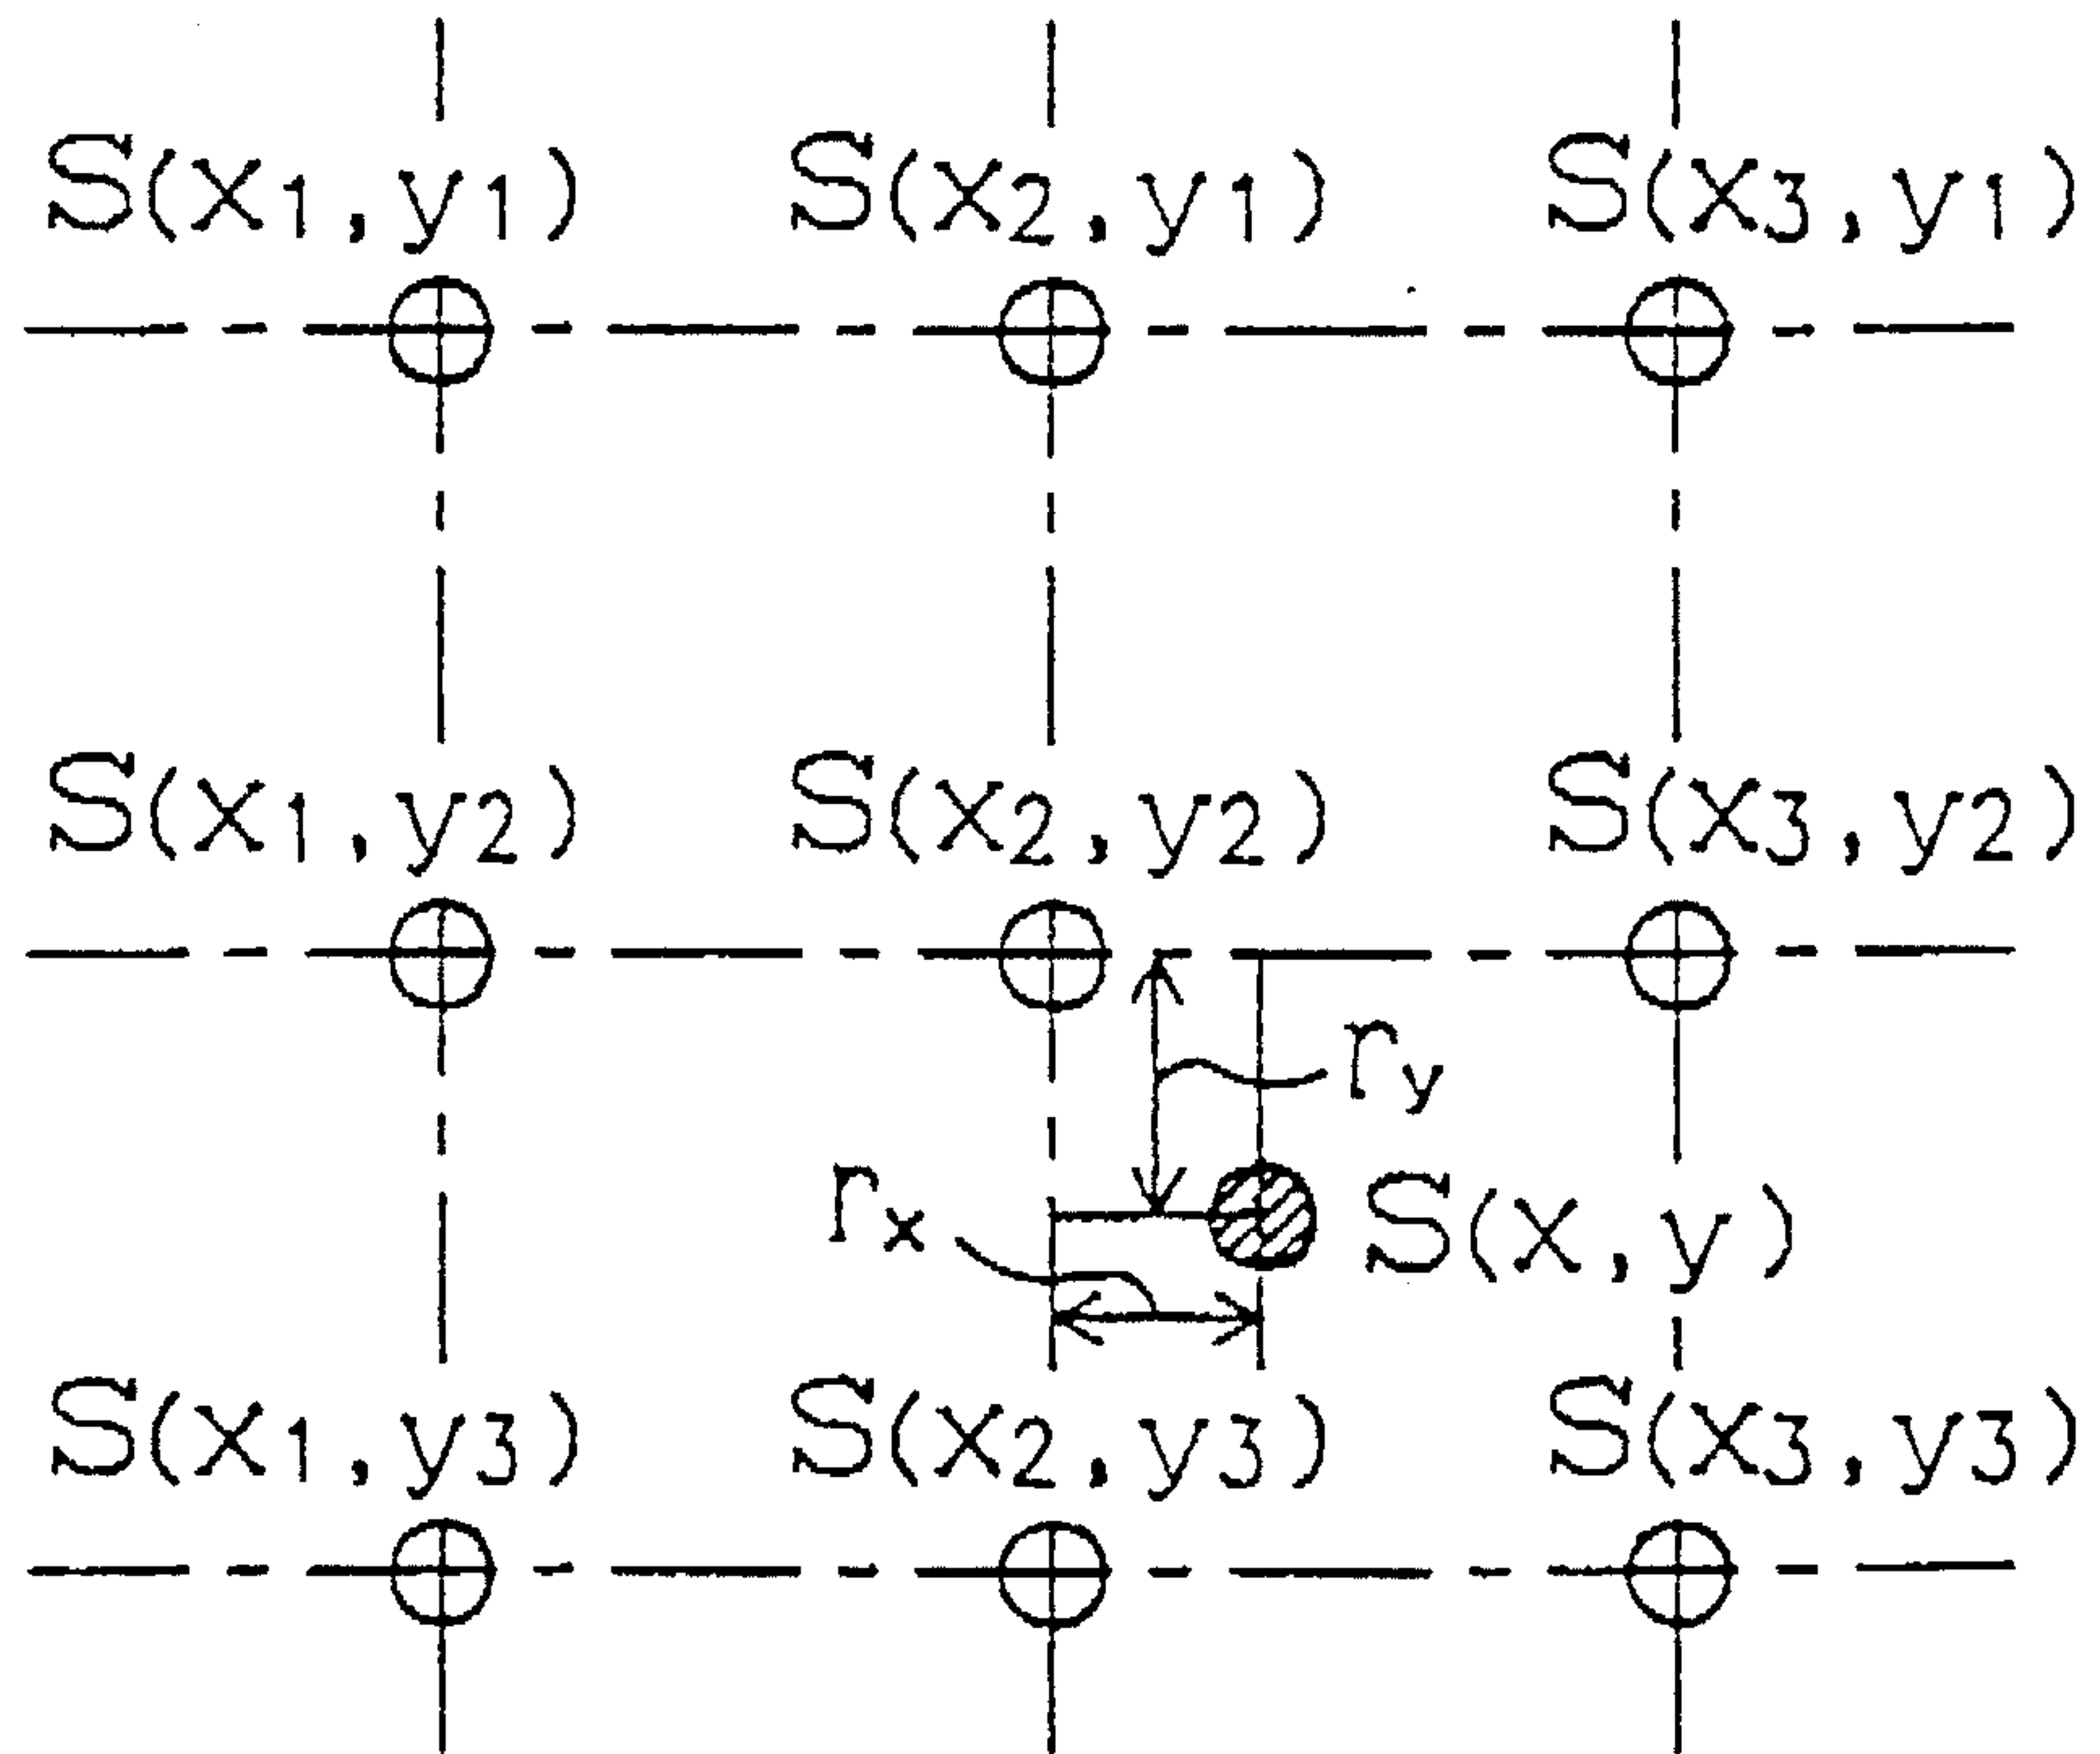 S(x1,y1) S(x2,y1) S(x3,y1)
S(x1,y2) S(x2,y2) S(x3,y2)
ry
rx
S(x,y)
S(x1,y3) S(x2,y3) S(x3,y3)